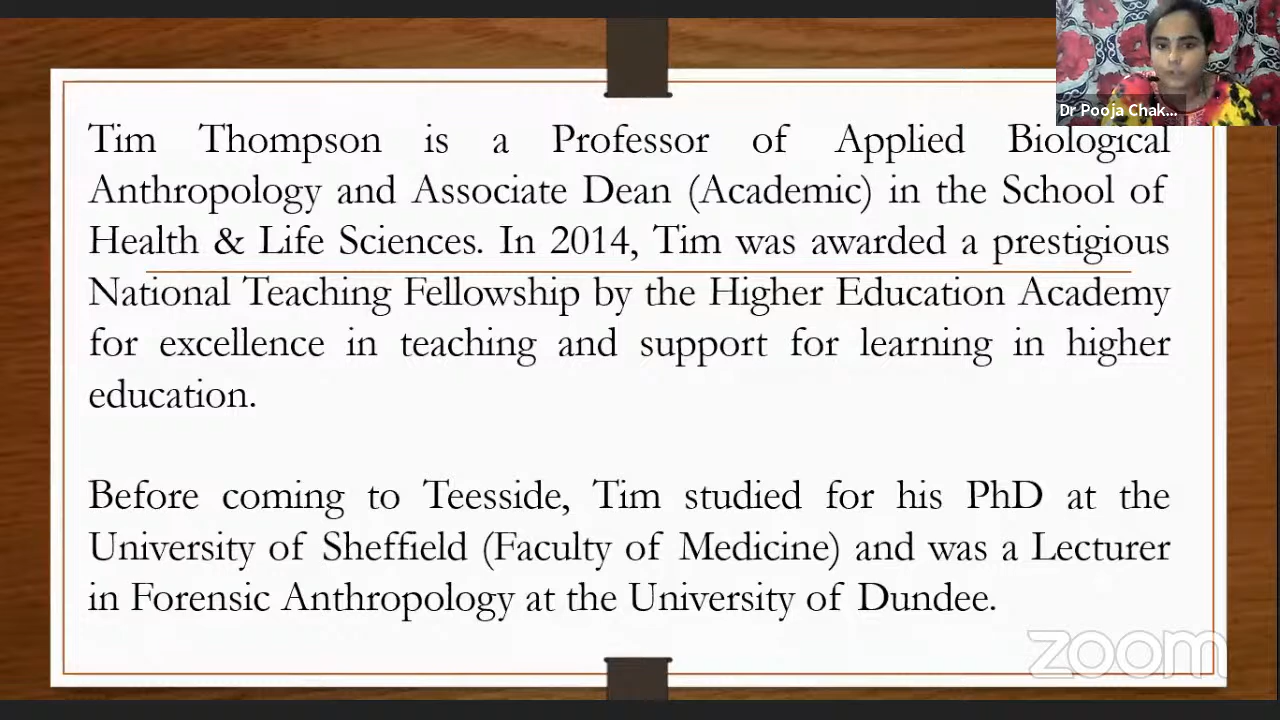 Dr Pooja Chak...
Tim Thompson is a Professor of Applied Biological
Anthropology and Associate Dean (Academic) in the School of
Health & Life Sciences. In 2014, Tim was awarded a prestigious
National Teaching Fellowship by the Higher Education Academy
for excellence in teaching and support for learning in higher
education.
Before coming to Teesside, Tim studied for his PhD at the
University of Sheffield (Faculty of Medicine) and was a Lecturer
in Forensic Anthropology at the University of Dundee.
zoom